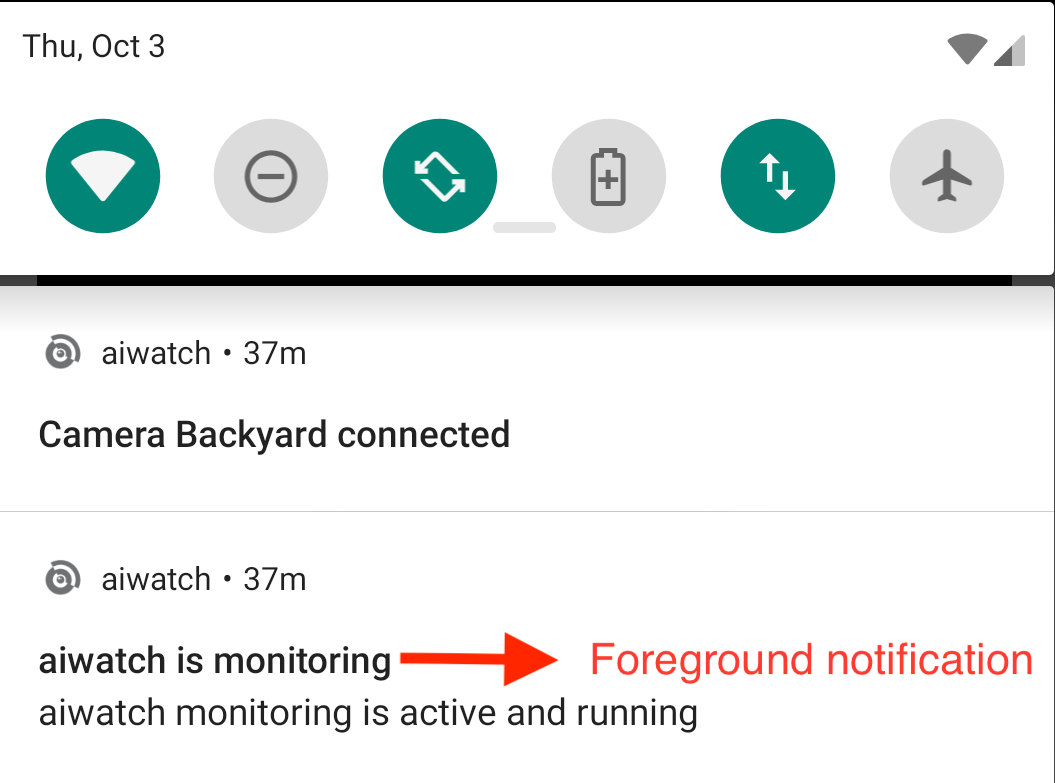 Thu, Oct 3
aiwatch • 37m
Camera Backyard connected
aiwatch • 37m
aiwatch is monitoring Foreground notification
aiwatch monitoring is active and running